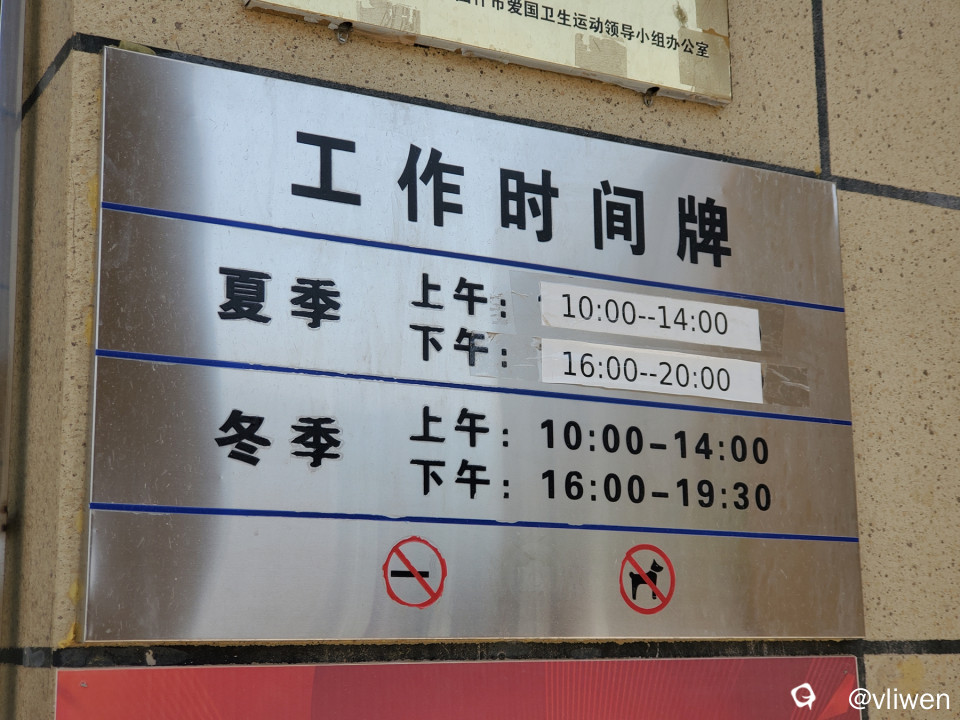 市爱国卫生运动领导小组办公室
工作时间牌
夏季 上午: 10:00--14:00
下午: 16:00--20:00
冬季 上午: 10:00-14:00
下午: 16:00-19:30
@vliwen